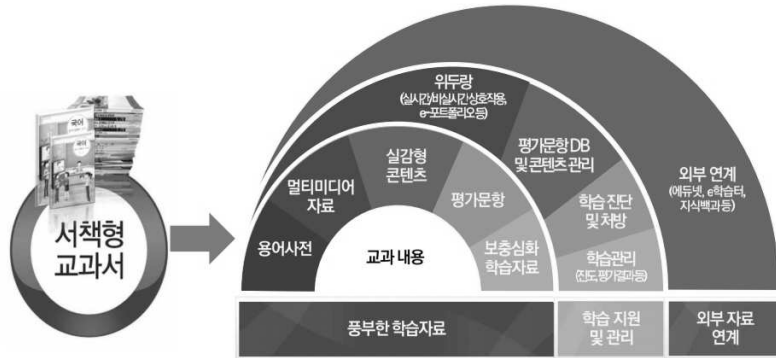 국어
국어
서책형
교과서
위두랑
(실시간/비실시간 상호작용,
e-포트폴리오 등)
평가문항 DB
및 콘텐츠 관리
외부 연계
(에듀넷, e학습터,
지식백과 등)
실감형
콘텐츠
멀티미디어
자료
평가문항
학습 진단
및 처방
용어사전
교과 내용
보충심화
학습자료
학습관리
(진도, 평가결과 등)
풍부한 학습자료
학습 지원
및 관리
외부 자료
연계